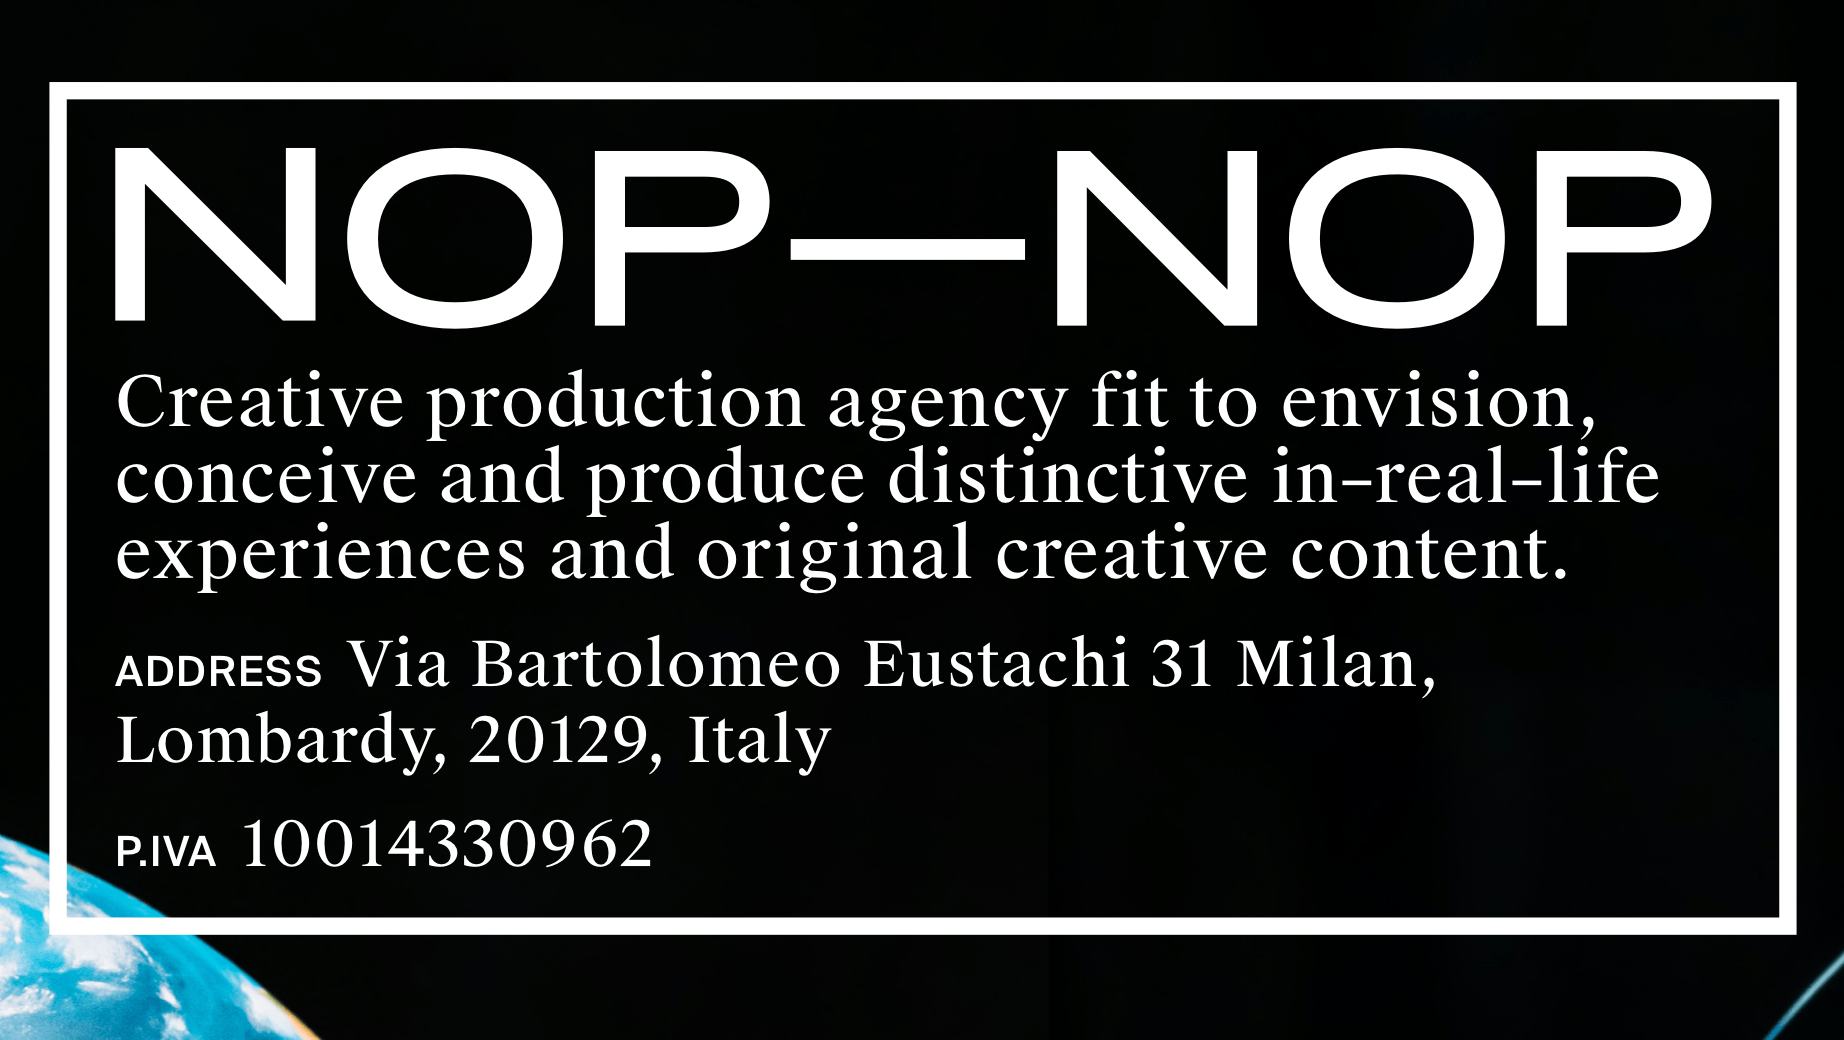 NOP—NOP
Creative production agency fit to envision,
conceive and produce distinctive in-real-life
experiences and original creative content.
ADDRESS Via Bartolomeo Eustachi 31 Milan,
Lombardy, 20129, Italy
P.IVA 10014330962